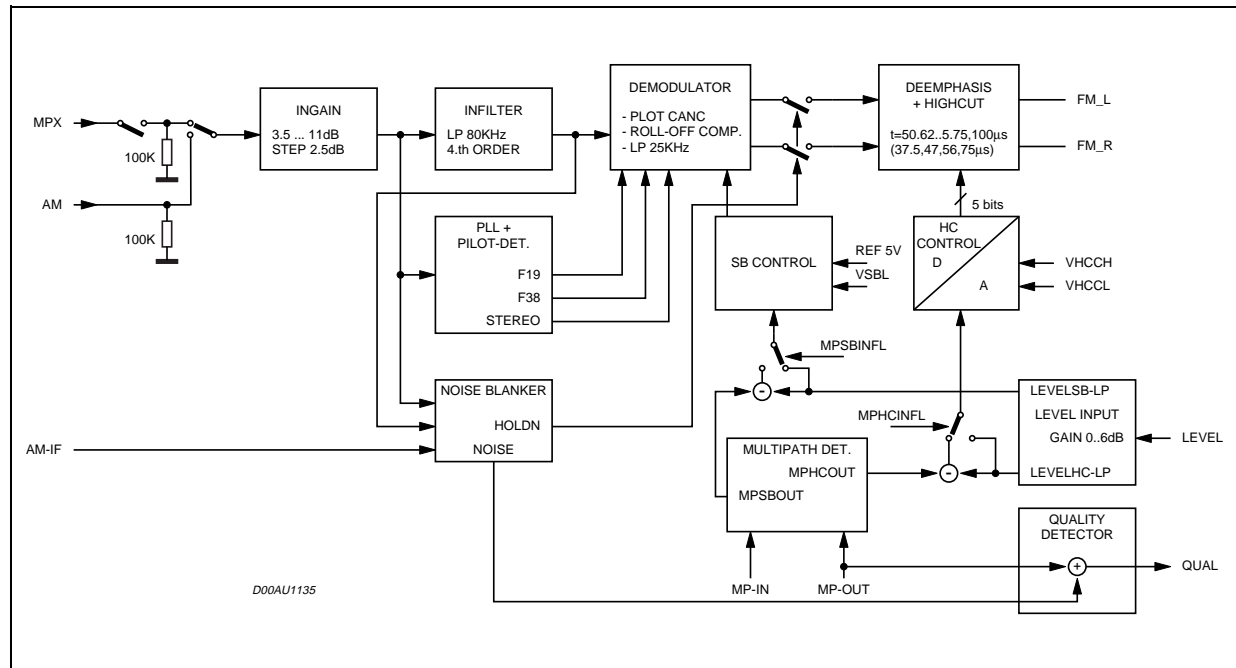 MPX
100K
AM
100K
INGAIN
3.5 ... 11dB
STEP 2.5dB
INFILTER
LP 80KHz
4.th ORDER
DEMODULATOR
- PLOT CANC
- ROLL-OFF COMP.
- LP 25KHz
DEEMPHASIS
+ HIGHCUT
t=50.62..5.75,100μs
(37.5,47,56,75μs)
FM_L
FM_R
5 bits
PLL +
PILOT-DET.
F19
F38
STEREO
SB CONTROL
REF 5V
VSBL
HC
CONTROL
D
A
VHCCH
VHCCL
MPSBINFL
NOISE BLANKER
HOLDN
NOISE
AM-IF
-
MPHCINFL
-
LEVELSB-LP
LEVEL INPUT
GAIN 0..6dB
LEVELHC-LP
LEVEL
MULTIPATH DET.
MPHCOUT
MPSBOUT
QUALITY
DETECTOR
+
QUAL
MP-IN
MP-OUT
D00AU1135